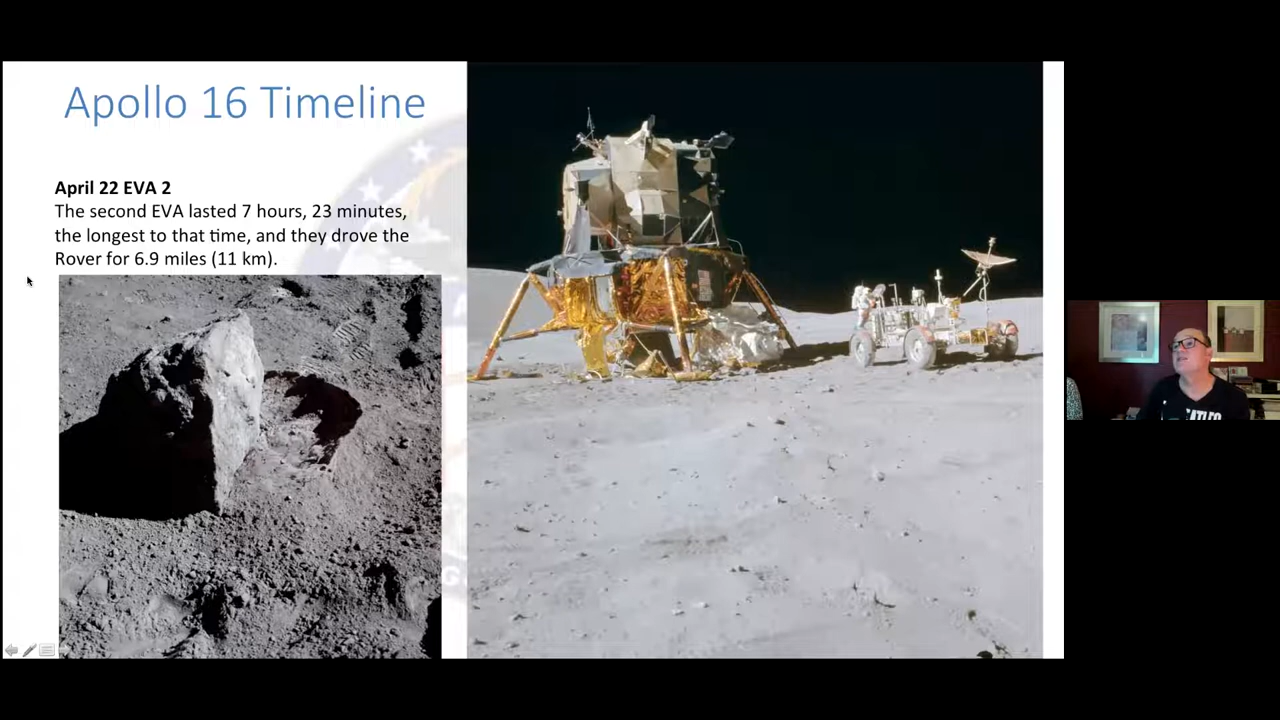 Apollo 16 Timeline
April 22 EVA 2
The second EVA lasted 7 hours, 23 minutes,
the longest to that time, and they drove the
Rover for 6.9 miles (11 km).